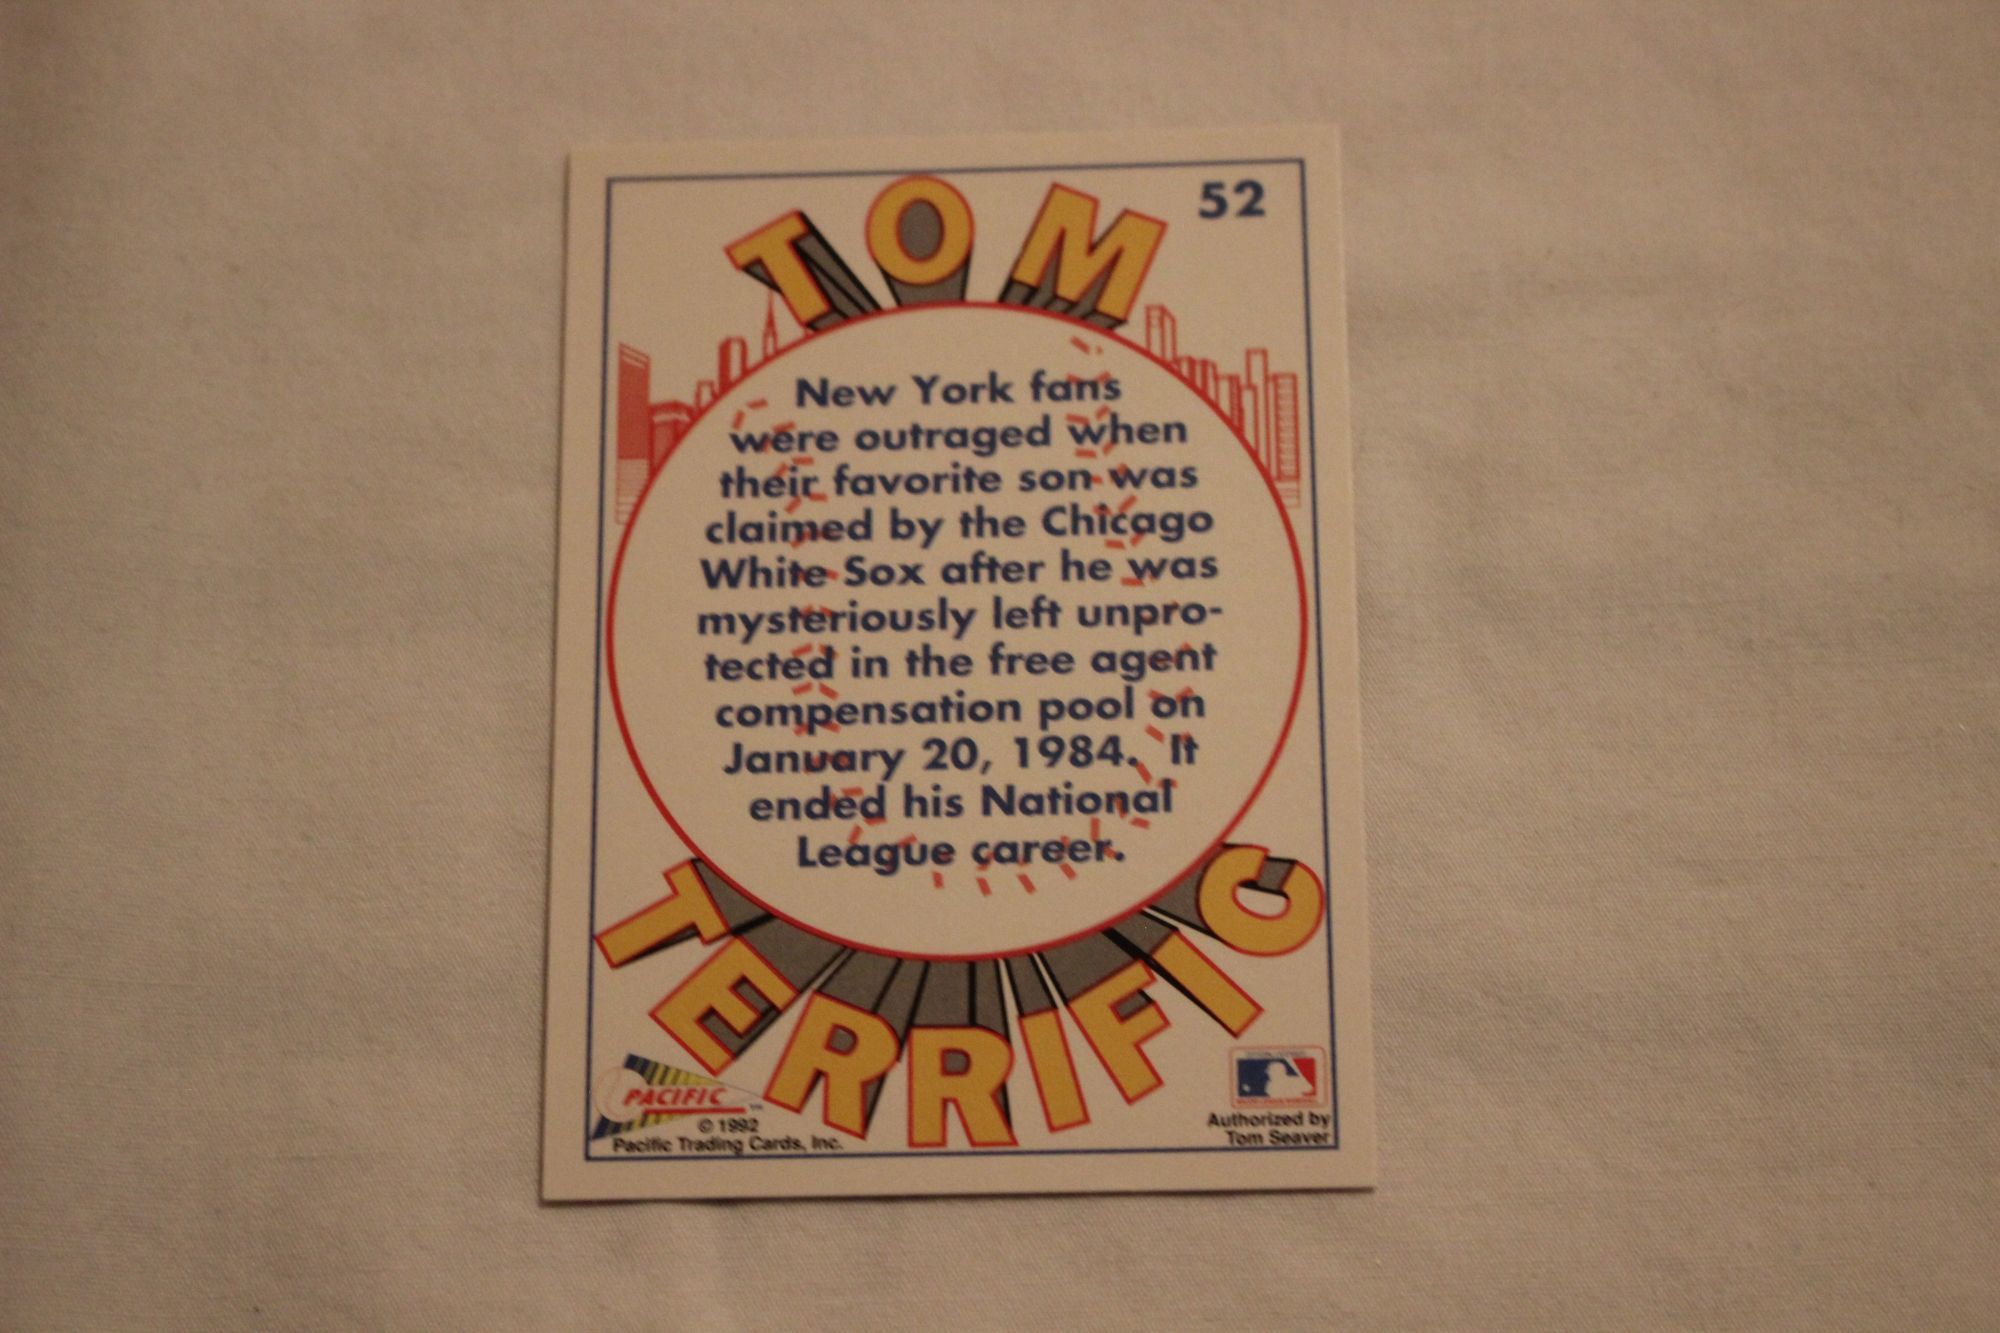 52
TOM
New York fans
were outraged when
their favorite son was
claimed by the Chicago
White Sox after he was
mysteriously left unpro-
tected in the free agent
compensation pool on
January 20, 1984. It
ended his National
League career.
TERRIFIC
PACIFIC™
© 1992
Pacific Trading Cards, Inc.
Authorized by
Tom Seaver